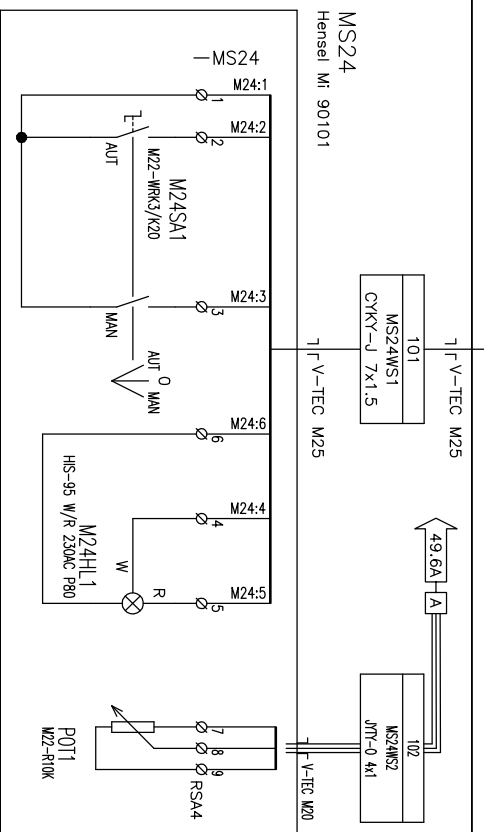 MS24
Hensel Mi 90101
101
MS24WS1
CYKY-J 7x1.5
V-TEC M25
V-TEC M25
49.6A
A
102
MS24WS2
JYTY-O 4x1
V-TEC M20
-MS24
M24:1
M24:2
M24:3
M24:6
M24:4
M24:5
1
2
3
6
4
5
7
8
9
RSA4
AUT
M24SA1
M22-WRK3/K20
MAN
AUT
O
MAN
M24HL1
HIS-95 W/R 230AC P80
W
R
POT1
M22-R10K